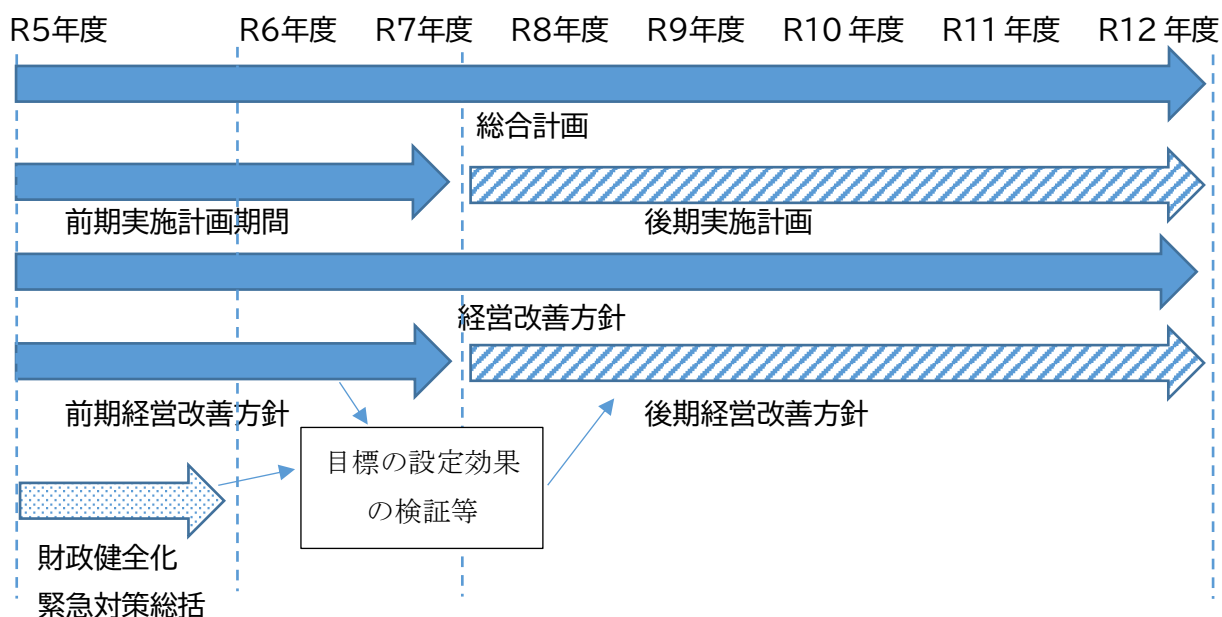 R5年度 R6年度 R7年度 R8年度 R9年度 R10年度 R11年度 R12年度
総合計画
前期実施計画期間 後期実施計画
経営改善方針
前期経営改善方針 後期経営改善方針
目標の設定効果
の検証等
財政健全化
緊急対策総括